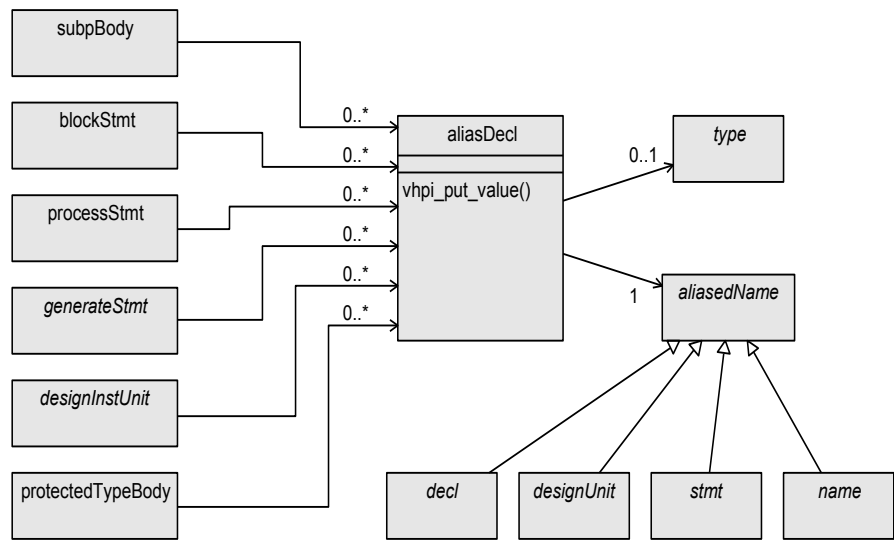 subpBody
blockStmt
processStmt
generateStmt
designInstUnit
protectedTypeBody
0..*
0..*
0..*
0..*
0..*
0..*
aliasDecl
vhpi_put_value()
0..1
type
1
aliasedName
decl
designUnit
stmt
name